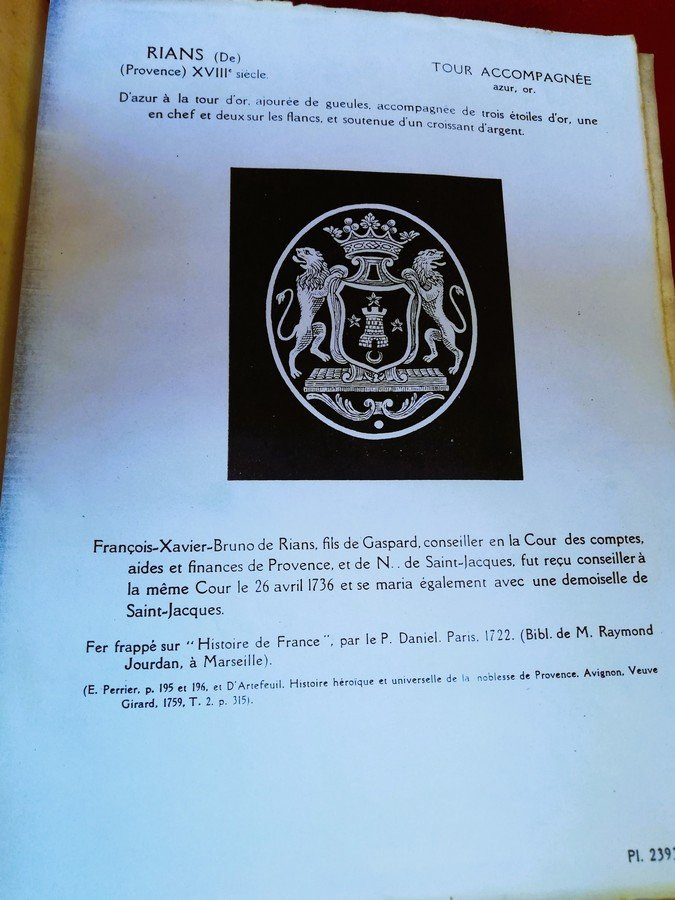 RIANS (De)
(Provence) XVIIIe siècle.
TOUR ACCOMPAGNÉE
azur, or.
D'azur à la tour d'or, ajourée de gueules, accompagnée de trois étoiles d'or, une
en chef et deux sur les flancs, et soutenue d'un croissant d'argent.
François-Xavier-Bruno de Rians, fils de Gaspard, conseiller en la Cour des comptes,
aides et finances de Provence, et de N.. de Saint-Jacques, fut reçu conseiller à
la même Cour le 26 avril 1736 et se maria également avec une demoiselle de
Saint-Jacques.
Fer frappé sur "Histoire de France", par le P. Daniel. Paris. 1722. (Bibl. de M. Raymond
Jourdan, à Marseille).
(E. Perrier, p. 195 et 196, et D'Artefeuil. Histoire héroïque et universelle de la noblesse de Provence. Avignon, Veuve
Girard, 1759, T. 2. p. 315).
Pl. 239